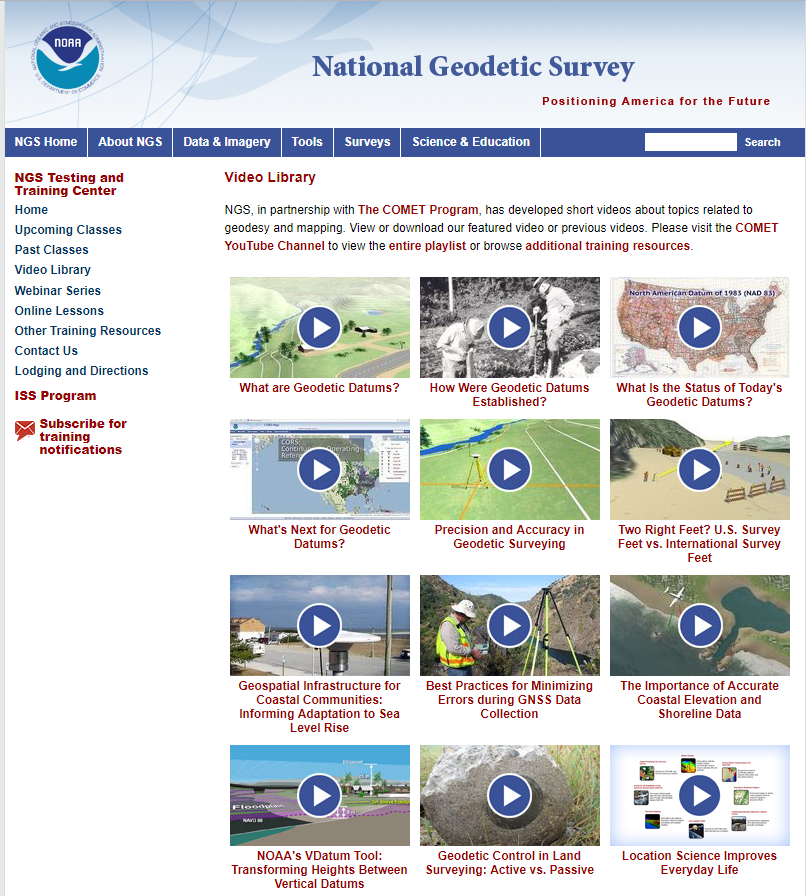 NOAA
National Geodetic Survey
Positioning America for the Future
NGS Home
About NGS
Data & Imagery
Tools
Surveys
Science & Education
Search
NGS Testing and
Training Center
Home
Upcoming Classes
Past Classes
Video Library
Webinar Series
Online Lessons
Other Training Resources
Contact Us
Lodging and Directions
ISS Program
Subscribe for
training
notifications
Video Library
NGS, in partnership with The COMET Program, has developed short videos about topics related to
geodesy and mapping. View or download our featured video or previous videos. Please visit the COMET
YouTube Channel to view the entire playlist or browse additional training resources.
North American Datum of 1983 (NAD 83)
What are Geodetic Datums?
How Were Geodetic Datums
Established?
What Is the Status of Today's
Geodetic Datums?
CORS:
What's Next for Geodetic
Datums?
Precision and Accuracy in
Geodetic Surveying
Two Right Feet? U.S. Survey
Feet vs. International Survey
Feet
Geospatial Infrastructure for
Coastal Communities:
Informing Adaptation to Sea
Level Rise
Best Practices for Minimizing
Errors during GNSS Data
Collection
The Importance of Accurate
Coastal Elevation and
Shoreline Data
Floodplain
NAVD 88
NOAA's VDatum Tool:
Transforming Heights Between
Vertical Datums
Geodetic Control in Land
Surveying: Active vs. Passive
Location Science Improves
Everyday Life